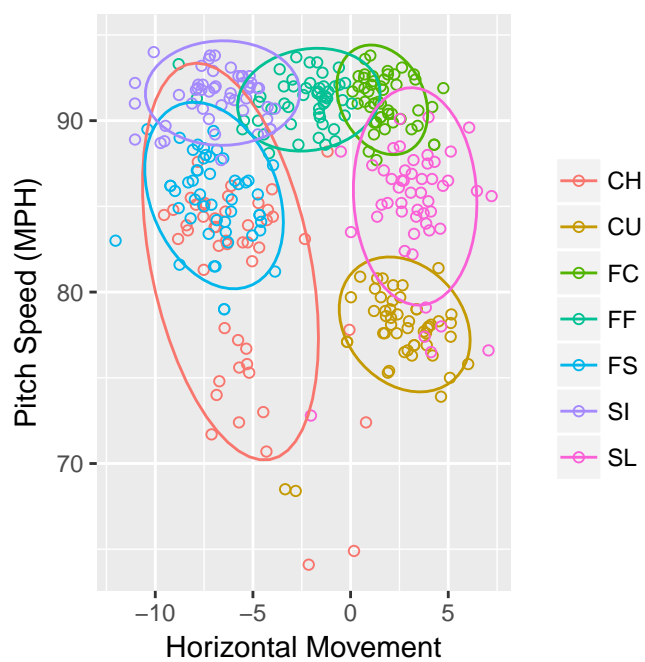 90
80
70
Pitch Speed (MPH)
−10 −5 0 5
Horizontal Movement
CH
CU
FC
FF
FS
SI
SL